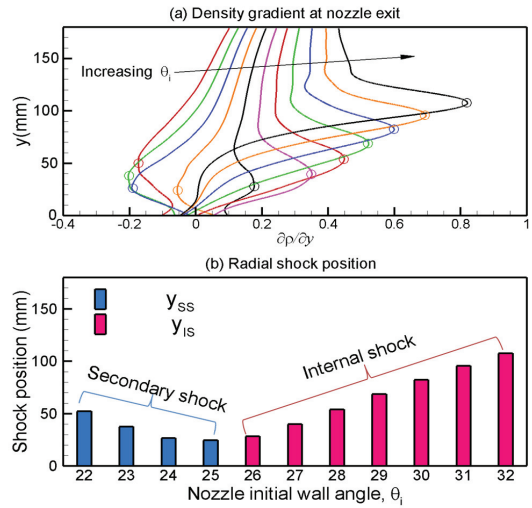 (a) Density gradient at nozzle exit
y(mm)
150
100
50
0
Increasing θi
-0.4 -0.2 0 0.2 0.4 0.6 0.8 1
∂ρ/∂y
(b) Radial shock position
Shock position (mm)
150
100
50
0
ySS
yIS
Secondary shock
Internal shock
22 23 24 25 26 27 28 29 30 31 32
Nozzle initial wall angle, θi